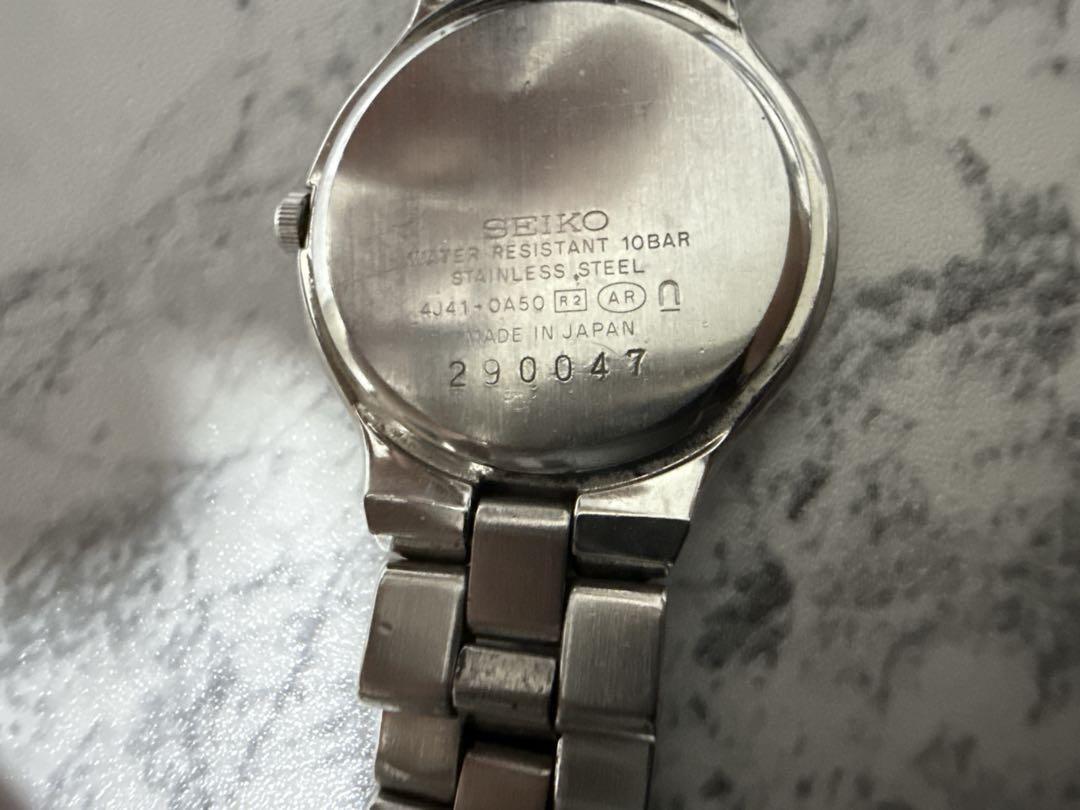 SEIKO
WATER RESISTANT 10BAR
STAINLESS STEEL
4J41-0A50 R2 AR
MADE IN JAPAN
290047